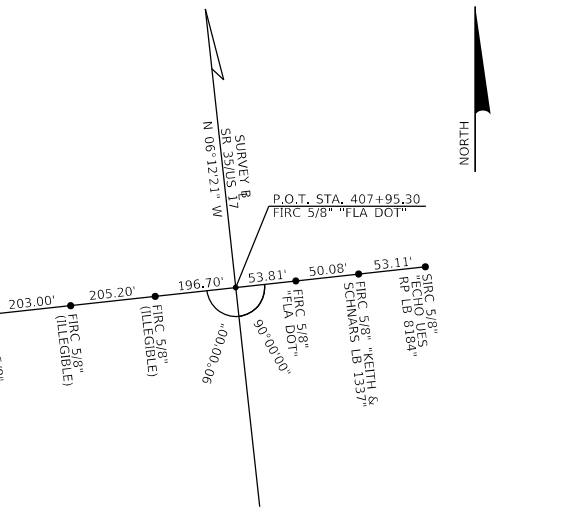 SURVEY ⅊
SR 35/US 17
N 06°12'21" W
NORTH
P.O.T. STA. 407+95.30
FIRC 5/8" "FLA DOT"
203.00'
205.20'
196.70'
53.81'
50.08'
53.11'
FIRC 5/8"
(ILLEGIBLE)
FIRC 5/8"
(ILLEGIBLE)
90°00'00"
90°00'00"
FIRC 5/8"
"FLA DOT"
FIRC 5/8" "KEITH &
SCHNARS LB 1337"
SIRC 5/8"
"ECHO UES
RP LB 8184"